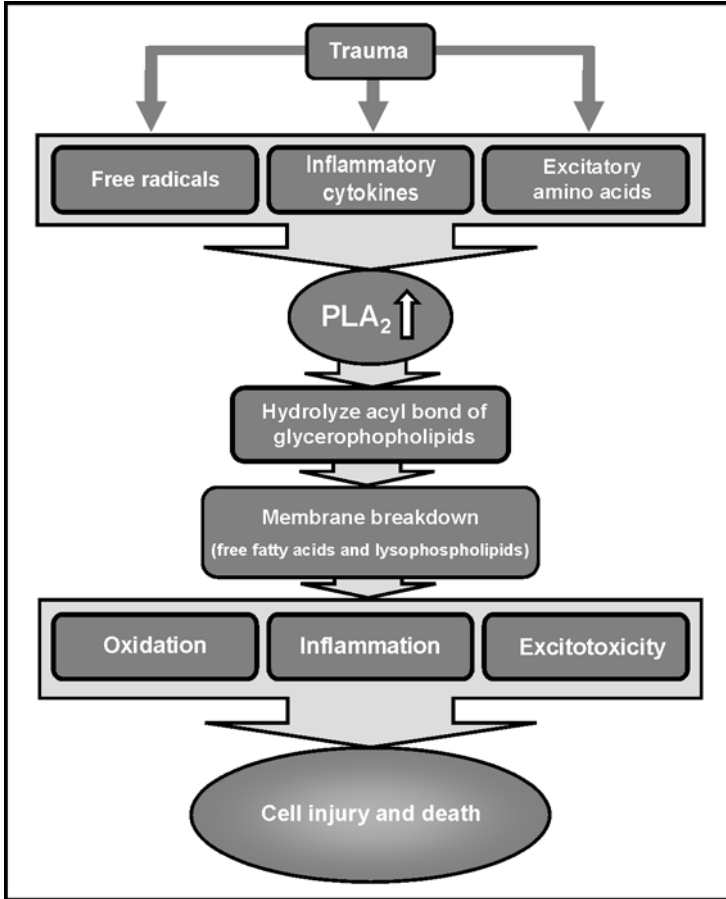 Trauma
Free radicals
Inflammatory
cytokines
Excitatory
amino acids
PLA₂
Hydrolyze acyl bond of
glycerophopholipids
Membrane breakdown
(free fatty acids and lysophospholipids)
Oxidation
Inflammation
Excitotoxicity
Cell injury and death